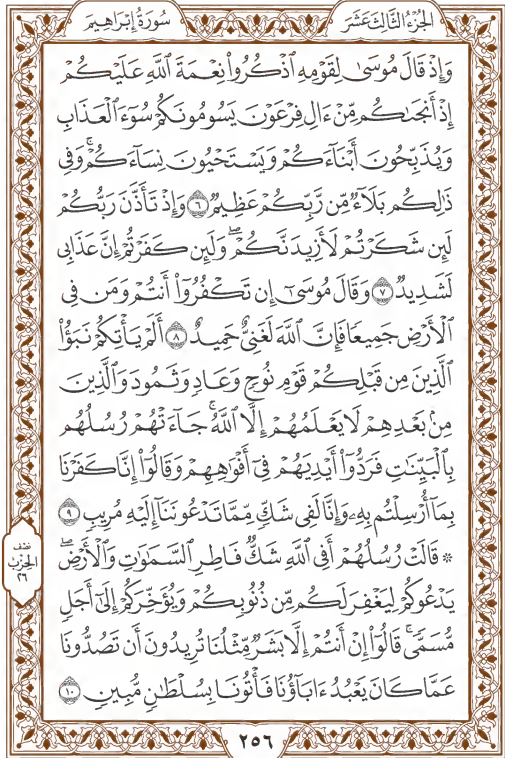 سُورَةُ إِبْرَاهِيمَ
الجُزْءُ الثَّالِثَ عَشَرَ
وَإِذْ قَالَ مُوسَىٰ لِقَوْمِهِ ٱذْكُرُوا۟ نِعْمَةَ ٱللَّهِ عَلَيْكُمْ
إِذْ أَنجَىٰكُم مِّنْ ءَالِ فِرْعَوْنَ يَسُومُونَكُمْ سُوٓءَ ٱلْعَذَابِ
وَيُذَبِّحُونَ أَبْنَآءَكُمْ وَيَسْتَحْيُونَ نِسَآءَكُمْ ۚ وَفِى
ذَٰلِكُم بَلَآءٌ مِّن رَّبِّكُمْ عَظِيمٌ ٦ وَإِذْ تَأَذَّنَ رَبُّكُمْ
لَئِن شَكَرْتُمْ لَأَزِيدَنَّكُمْ ۖ وَلَئِن كَفَرْتُمْ إِنَّ عَذَابِى
لَشَدِيدٌ ٧ وَقَالَ مُوسَىٰٓ إِن تَكْفُرُوٓا۟ أَنتُمْ وَمَن فِى
ٱلْأَرْضِ جَمِيعًا فَإِنَّ ٱللَّهَ لَغَنِىٌّ حَمِيدٌ ٨ أَلَمْ يَأْتِكُمْ نَبَؤُا۟
ٱلَّذِينَ مِن قَبْلِكُمْ قَوْمِ نُوحٍ وَعَادٍ وَثَمُودَ وَٱلَّذِينَ
مِنۢ بَعْدِهِمْ لَا يَعْلَمُهُمْ إِلَّا ٱللَّهُ ۚ جَآءَتْهُمْ رُسُلُهُم
بِٱلْبَيِّنَٰتِ فَرَدُّوٓا۟ أَيْدِيَهُمْ فِىٓ أَفْوَٰهِهِمْ وَقَالُوٓا۟ إِنَّا كَفَرْنَا
بِمَآ أُرْسِلْتُم بِهِۦ وَإِنَّا لَفِى شَكٍّ مِّمَّا تَدْعُونَنَآ إِلَيْهِ مُرِيبٍ ٩
۞ قَالَتْ رُسُلُهُمْ أَفِى ٱللَّهِ شَكٌّ فَاطِرِ ٱلسَّمَٰوَٰتِ وَٱلْأَرْضِ ۖ
يَدْعُوكُمْ لِيَغْفِرَ لَكُم مِّن ذُنُوبِكُمْ وَيُؤَخِّرَكُمْ إِلَىٰٓ أَجَلٍ
مُّسَمًّى ۚ قَالُوٓا۟ إِنْ أَنتُمْ إِلَّا بَشَرٌ مِّثْلُنَا تُرِيدُونَ أَن تَصُدُّونَا
عَمَّا كَانَ يَعْبُدُ ءَابَآؤُنَا فَأْتُونَا بِسُلْطَٰنٍ مُّبِينٍ ١٠
نصف
الحزب
٢٦
٢٥٦